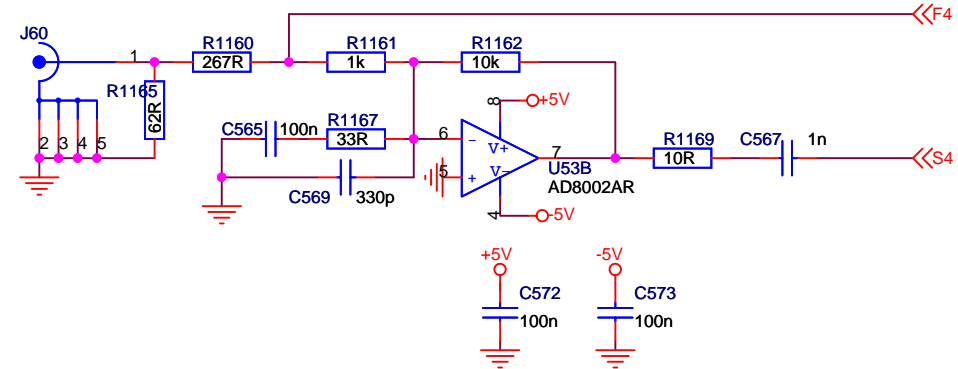 F4
J60
1
R1160
267R
R1161
1k
R1162
10k
R1165
62R
8
+5V
C565
100n
R1167
33R
6
2
3
4
5
V+
7
R1169
10R
C567
1n
S4
5
V-
U53B
AD8002AR
C569
330p
4
-5V
+5V
-5V
C572
100n
C573
100n